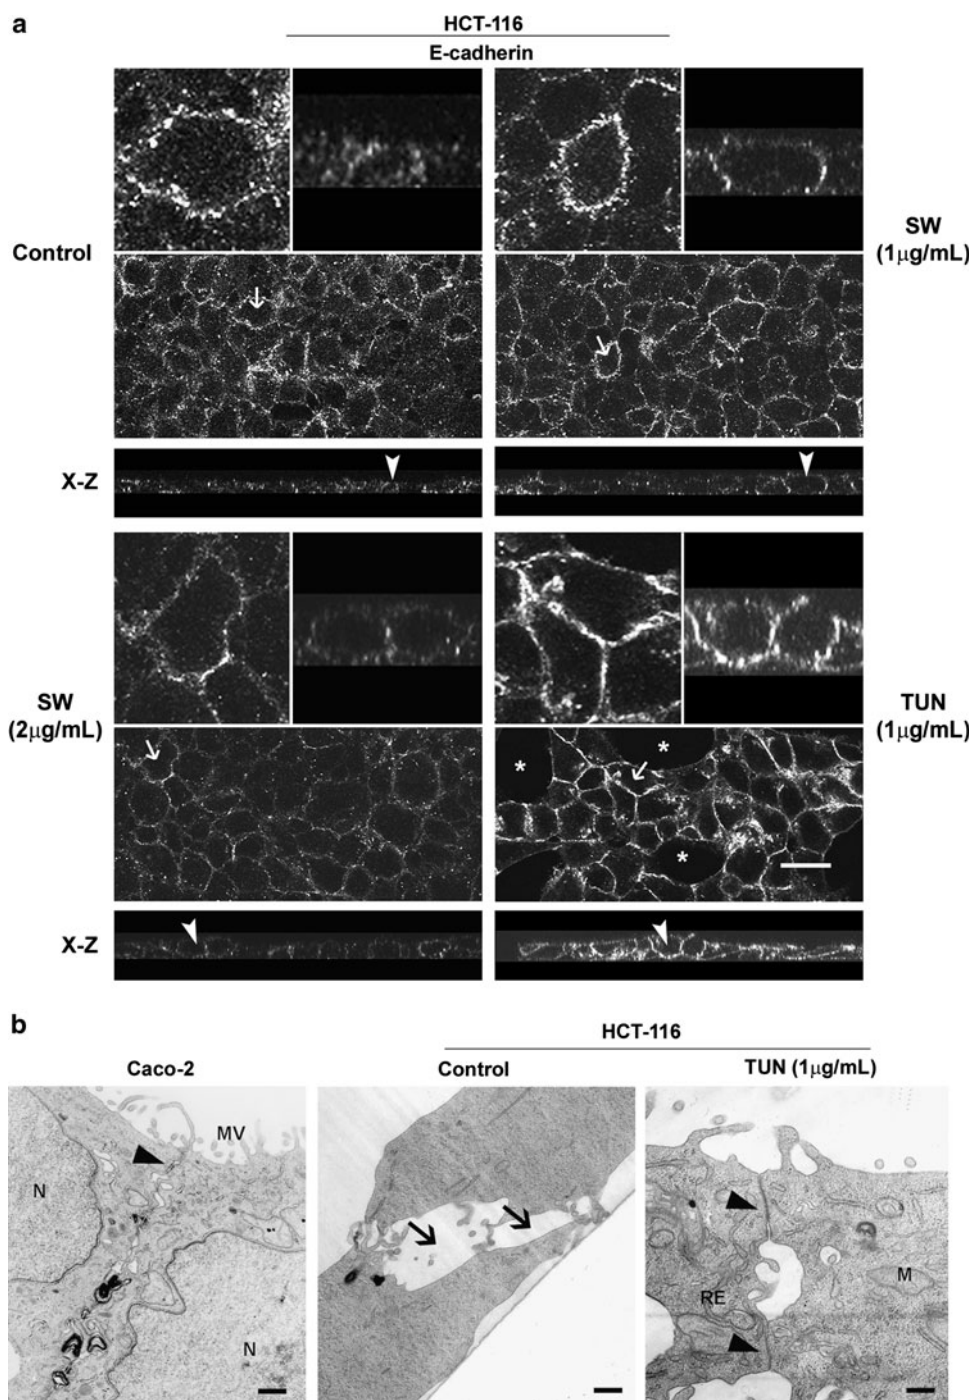 a
HCT-116
E-cadherin
Control
SW
(1μg/mL)
X-Z
SW
(2μg/mL)
TUN
(1μg/mL)
*
*
*
X-Z
b
HCT-116
Caco-2
Control
TUN (1μg/mL)
MV
N
N
RE
M